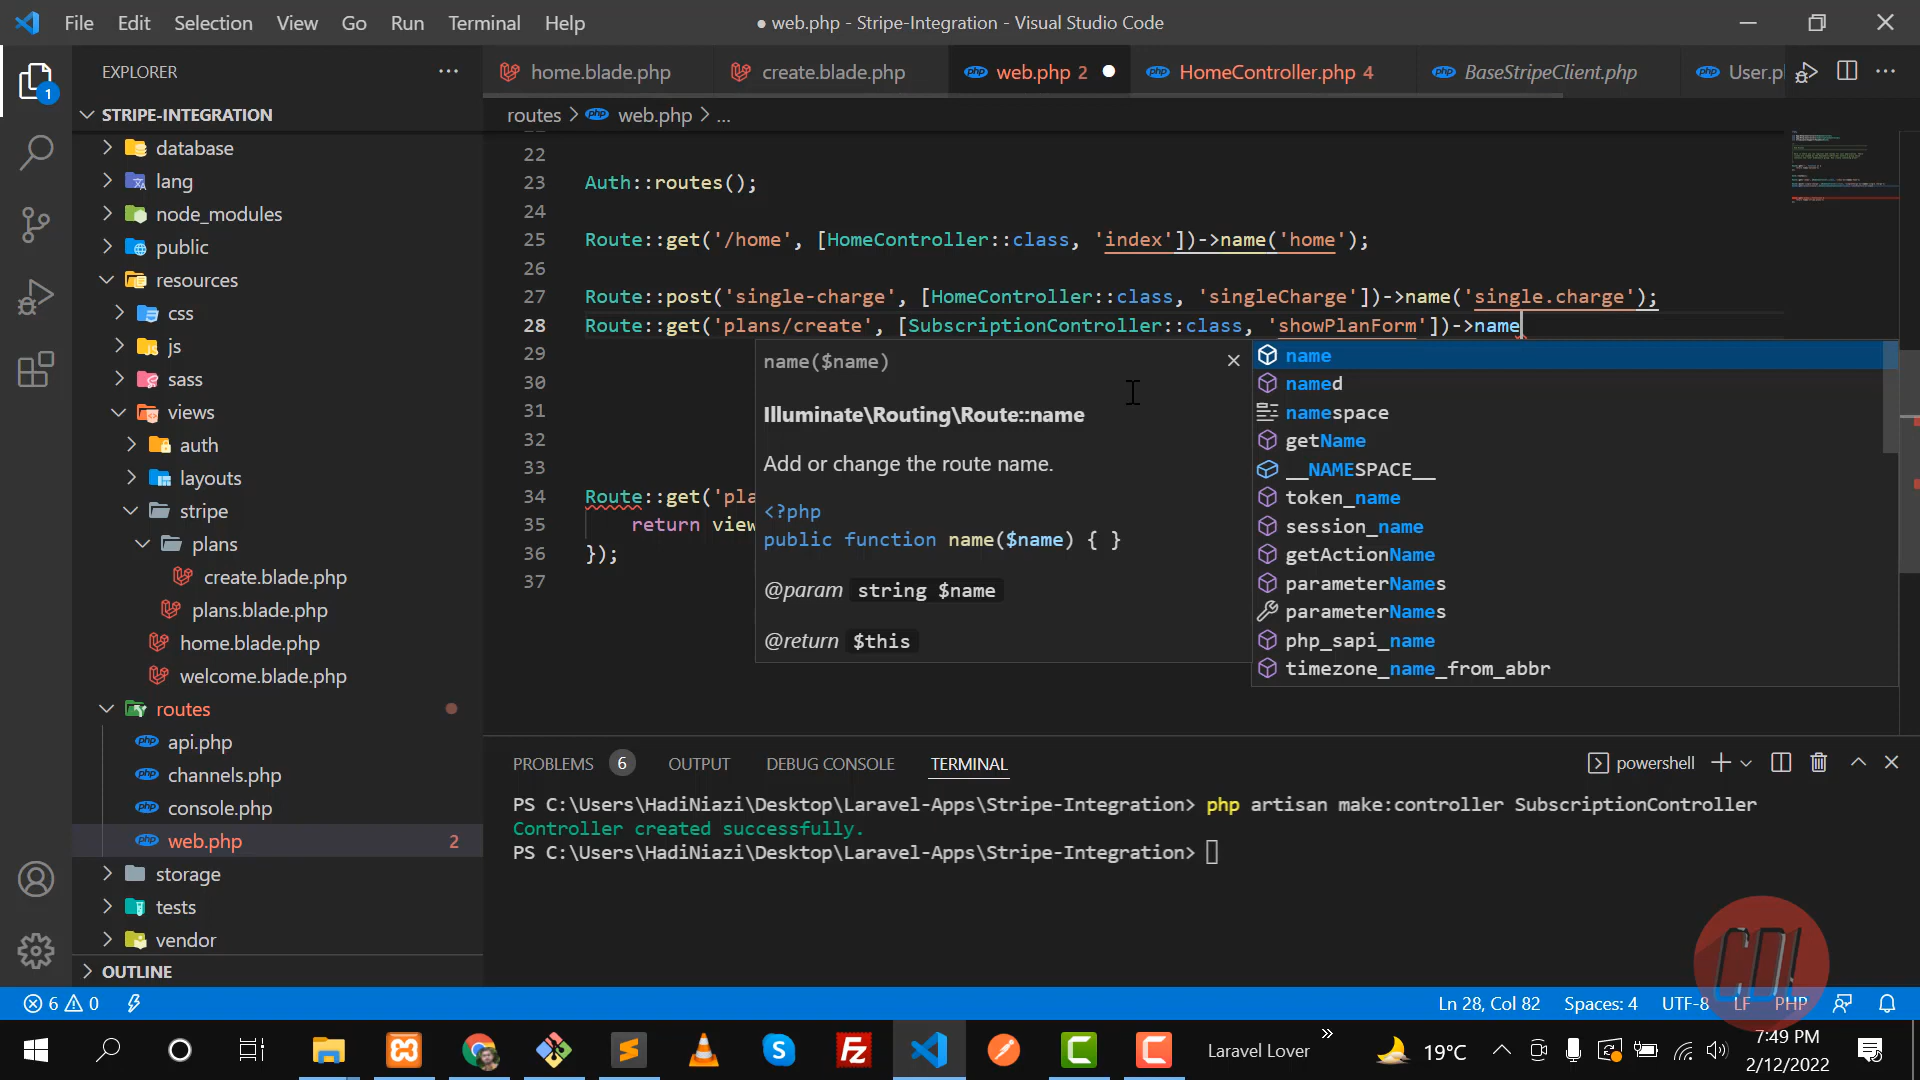 File Edit Selection View Go Run Terminal Help
● web.php - Stripe-Integration - Visual Studio Code
EXPLORER
home.blade.php
create.blade.php
web.php 2
HomeController.php 4
BaseStripeClient.php
User.p
1
STRIPE-INTEGRATION
routes > web.php > ...
database
lang
node_modules
public
resources
css
js
sass
views
auth
layouts
stripe
plans
create.blade.php
plans.blade.php
home.blade.php
welcome.blade.php
routes
api.php
channels.php
console.php
web.php 2
storage
tests
vendor
OUTLINE
22
23 Auth::routes();
24
25 Route::get('/home', [HomeController::class, 'index'])->name('home');
26
27 Route::post('single-charge', [HomeController::class, 'singleCharge'])->name('single.charge');
28 Route::get('plans/create', [SubscriptionController::class, 'showPlanForm'])->name
29
30
31
32
33
34 Route::get('pla
35 return view
36 });
37
name($name)
Illuminate\Routing\Route::name
Add or change the route name.
<?php
public function name($name) { }
@param string $name
@return $this
name
named
namespace
getName
__NAMESPACE__
token_name
session_name
getActionName
parameterNames
parameterNames
php_sapi_name
timezone_name_from_abbr
PROBLEMS 6 OUTPUT DEBUG CONSOLE TERMINAL
powershell
PS C:\Users\HadiNiazi\Desktop\Laravel-Apps\Stripe-Integration> php artisan make:controller SubscriptionController
Controller created successfully.
PS C:\Users\HadiNiazi\Desktop\Laravel-Apps\Stripe-Integration>
6 0
Ln 28, Col 82 Spaces: 4 UTF-8 LF PHP
Laravel Lover
19°C
7:49 PM
2/12/2022